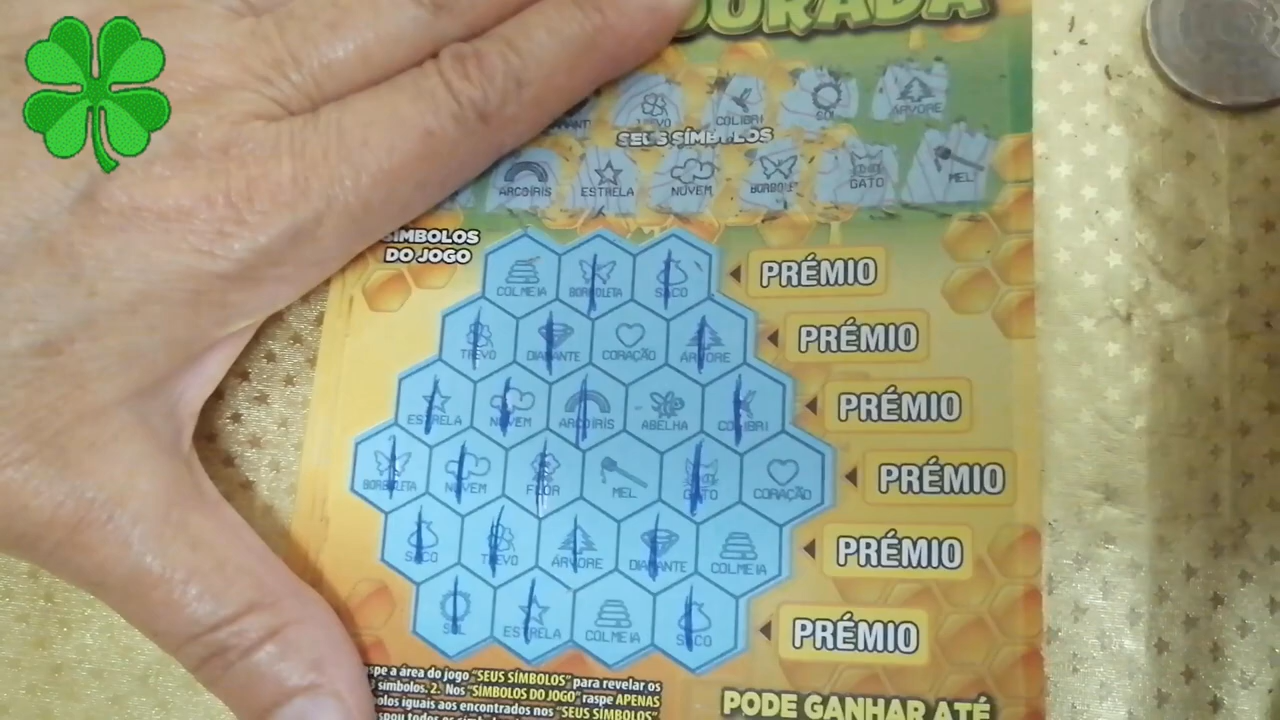 DOURADA
TREVO COLIBRI SOL ÁRVORE
SEUS SÍMBOLOS
ARCOÍRIS ESTRELA NUVEM BORBOLETA GATO MEL
SÍMBOLOS
DO JOGO
COLMEIA BORBOLETA SACO PRÉMIO
TREVO DIAMANTE CORAÇÃO ÁRVORE PRÉMIO
ESTRELA NUVEM ARCOÍRIS ABELHA COLIBRI PRÉMIO
BORBOLETA NUVEM FLOR MEL GATO CORAÇÃO PRÉMIO
SACO TREVO ÁRVORE DIAMANTE COLMEIA PRÉMIO
SOL ESTRELA COLMEIA SACO PRÉMIO
a área do jogo "SEUS SÍMBOLOS" para revelar os
símbolos. 2. Nos "SÍMBOLOS DO JOGO" raspe APENAS
iguais aos encontrados nos "SEUS SÍMBOLOS"
PODE GANHAR ATÉ